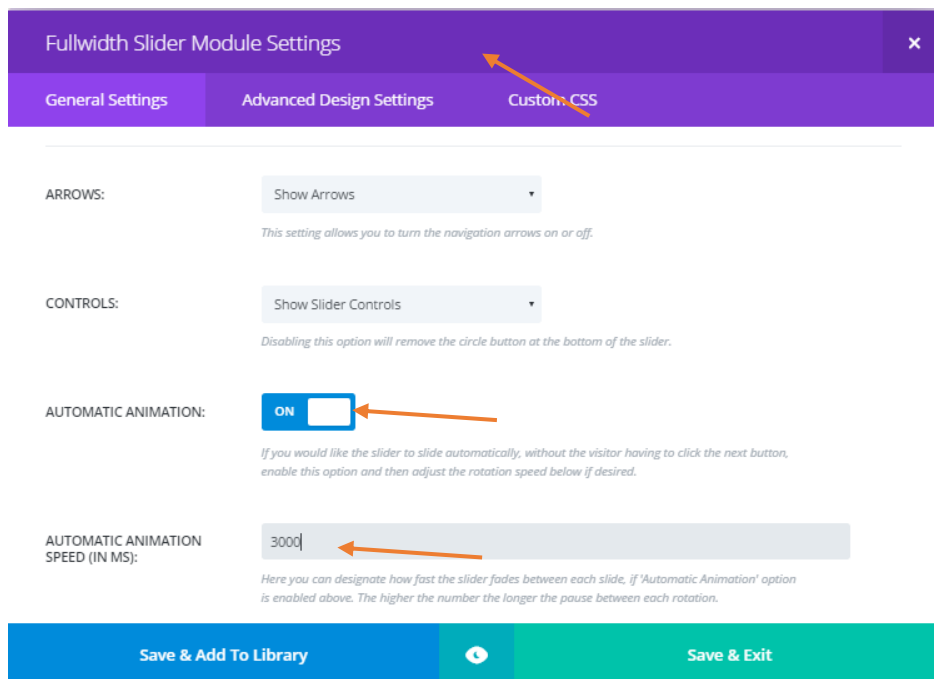 Fullwidth Slider Module Settings
×
General Settings
Advanced Design Settings
Custom CSS
ARROWS:
Show Arrows
This setting allows you to turn the navigation arrows on or off.
CONTROLS:
Show Slider Controls
Disabling this option will remove the circle button at the bottom of the slider.
AUTOMATIC ANIMATION:
ON
If you would like the slider to slide automatically, without the visitor having to click the next button,
enable this option and then adjust the rotation speed below if desired.
AUTOMATIC ANIMATION
SPEED (IN MS):
3000
Here you can designate how fast the slider fades between each slide, if 'Automatic Animation' option
is enabled above. The higher the number the longer the pause between each rotation.
Save & Add To Library
Save & Exit